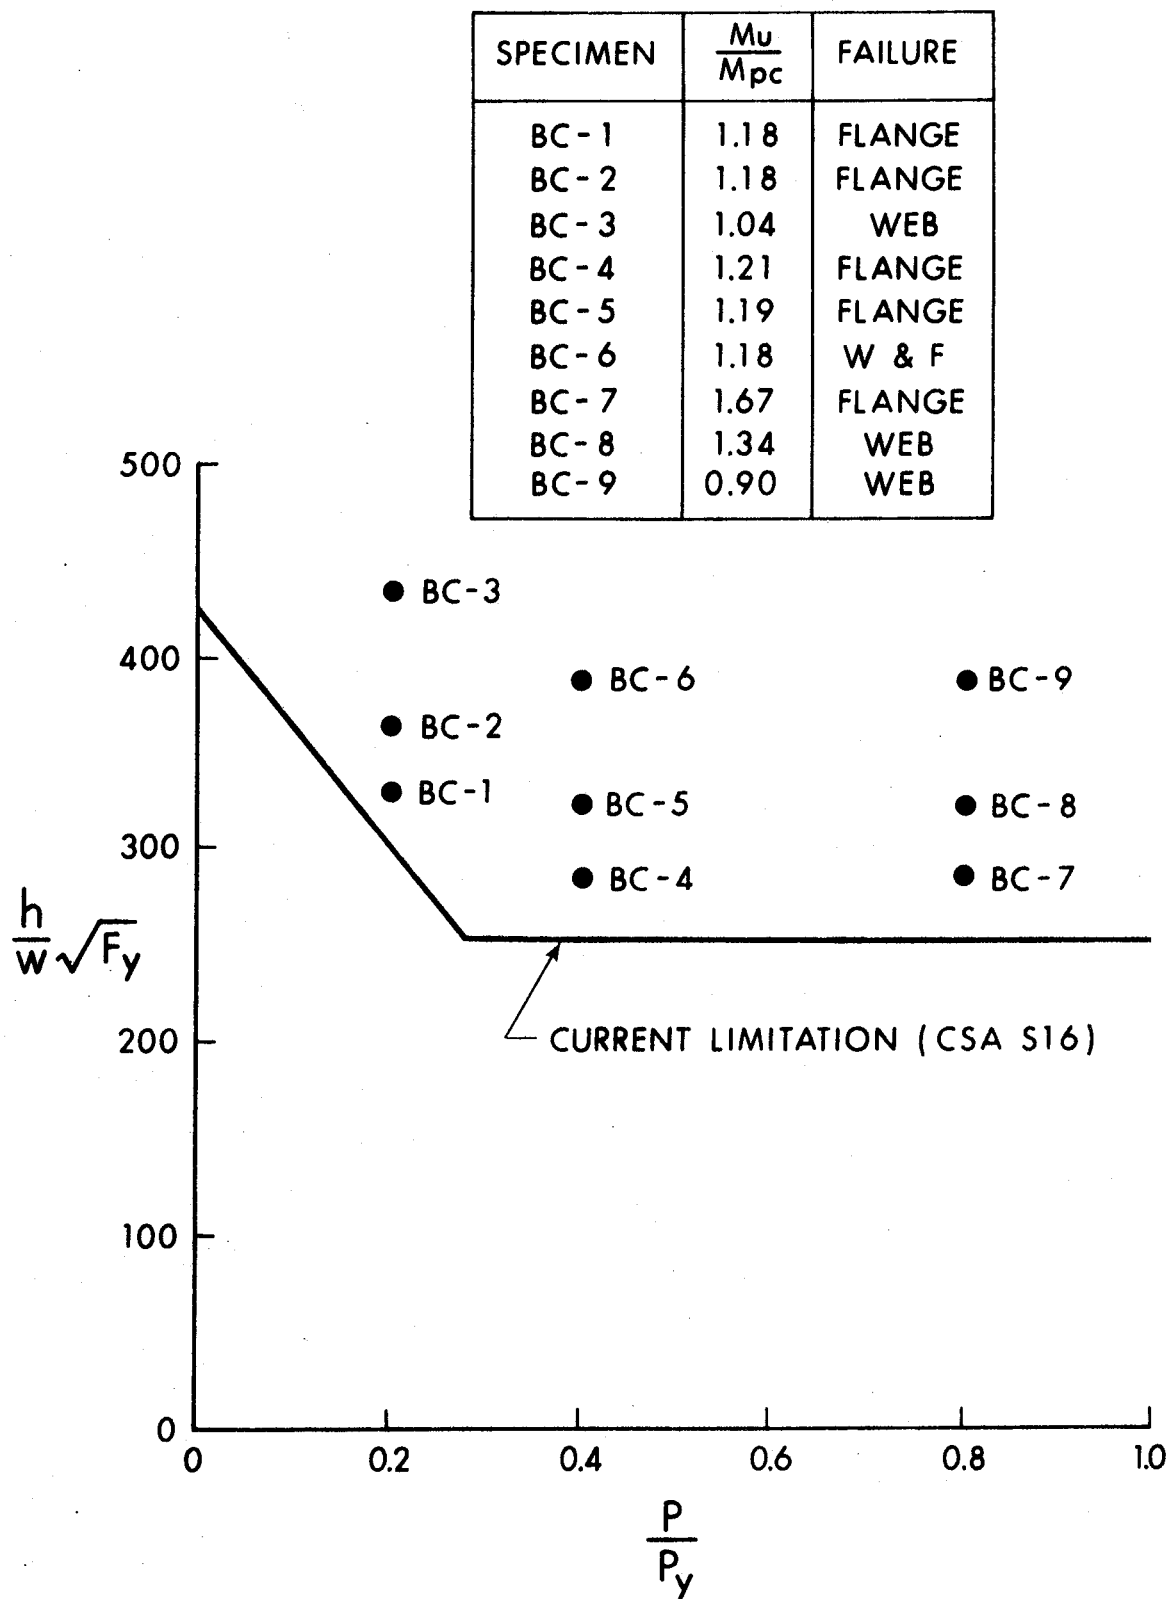 SPECIMEN Mu/Mpc FAILURE
BC-1 1.18 FLANGE
BC-2 1.18 FLANGE
BC-3 1.04 WEB
BC-4 1.21 FLANGE
BC-5 1.19 FLANGE
BC-6 1.18 W & F
BC-7 1.67 FLANGE
BC-8 1.34 WEB
BC-9 0.90 WEB
500
BC-3
400
BC-6
BC-9
BC-2
BC-1
BC-5
BC-8
300
BC-4
BC-7
h/w √Fy
200
CURRENT LIMITATION (CSA S16)
100
0
0 0.2 0.4 0.6 0.8 1.0
P/Py